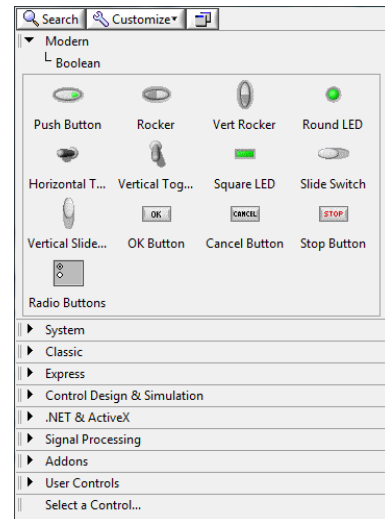 Search Customize
Modern
Boolean
Push Button Rocker Vert Rocker Round LED
Horizontal T... Vertical Tog... Square LED Slide Switch
OK CANCEL STOP
Vertical Slide... OK Button Cancel Button Stop Button
Radio Buttons
System
Classic
Express
Control Design & Simulation
.NET & ActiveX
Signal Processing
Addons
User Controls
Select a Control...